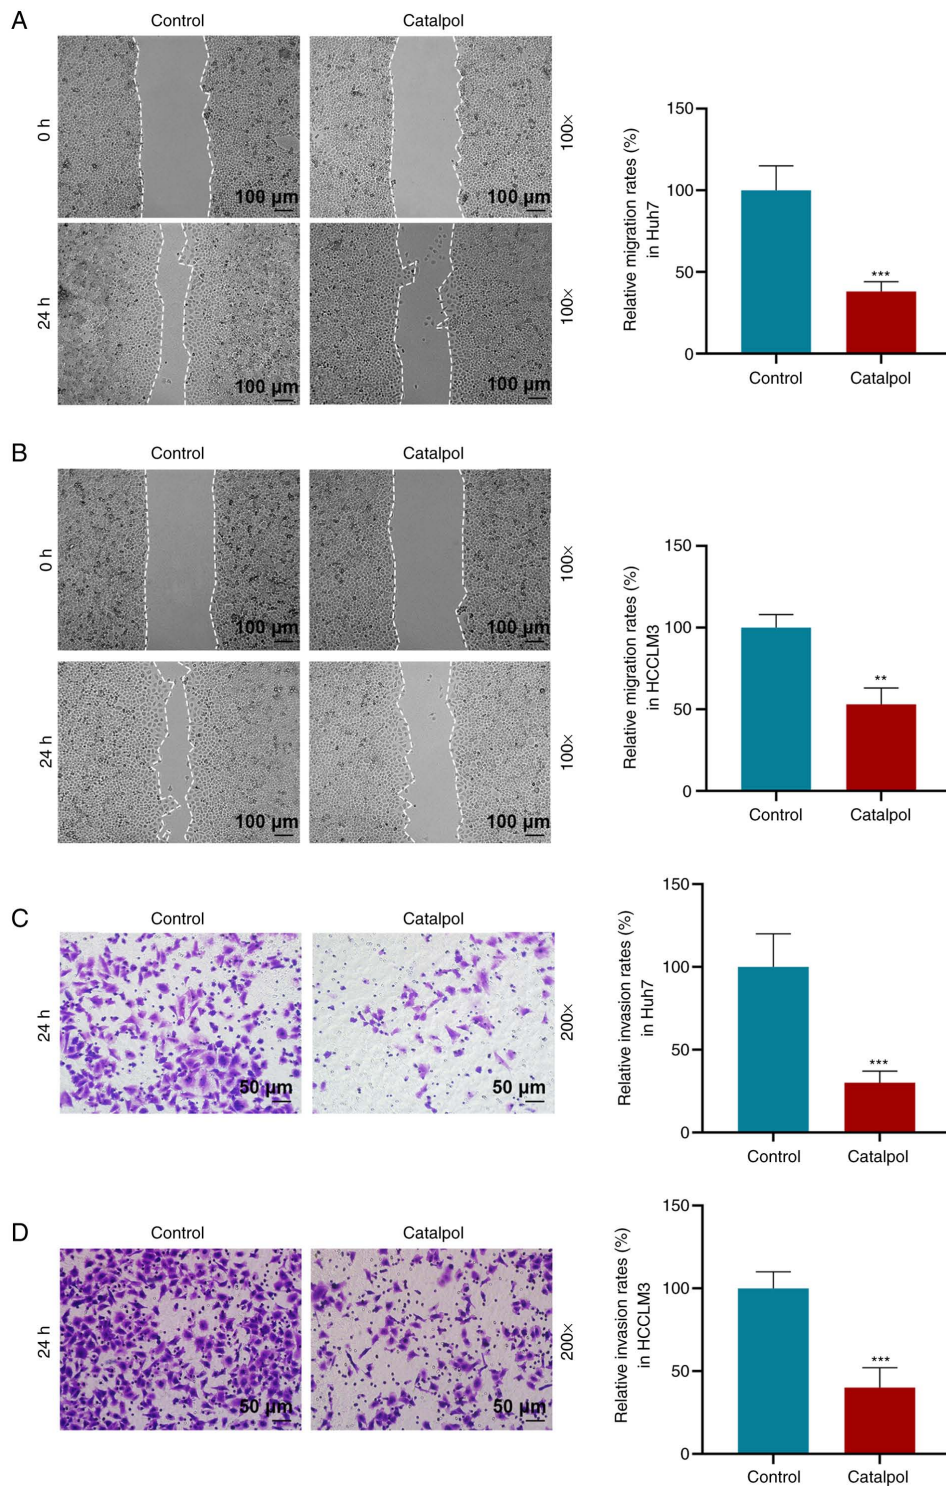 A
Control
Catalpol
0 h
100 µm
100 µm
100×
24 h
100 µm
100 µm
100×
Relative migration rates (%)
in Huh7
150
100
50
0
***
Control
Catalpol
B
Control
Catalpol
0 h
100 µm
100 µm
100×
24 h
100 µm
100 µm
100×
Relative migration rates (%)
in HCCLM3
150
100
50
0
**
Control
Catalpol
C
Control
Catalpol
24 h
50 µm
50 µm
200×
Relative invasion rates (%)
in Huh7
150
100
50
0
***
Control
Catalpol
D
Control
Catalpol
24 h
50 µm
50 µm
200×
Relative invasion rates (%)
in HCCLM3
150
100
50
0
***
Control
Catalpol